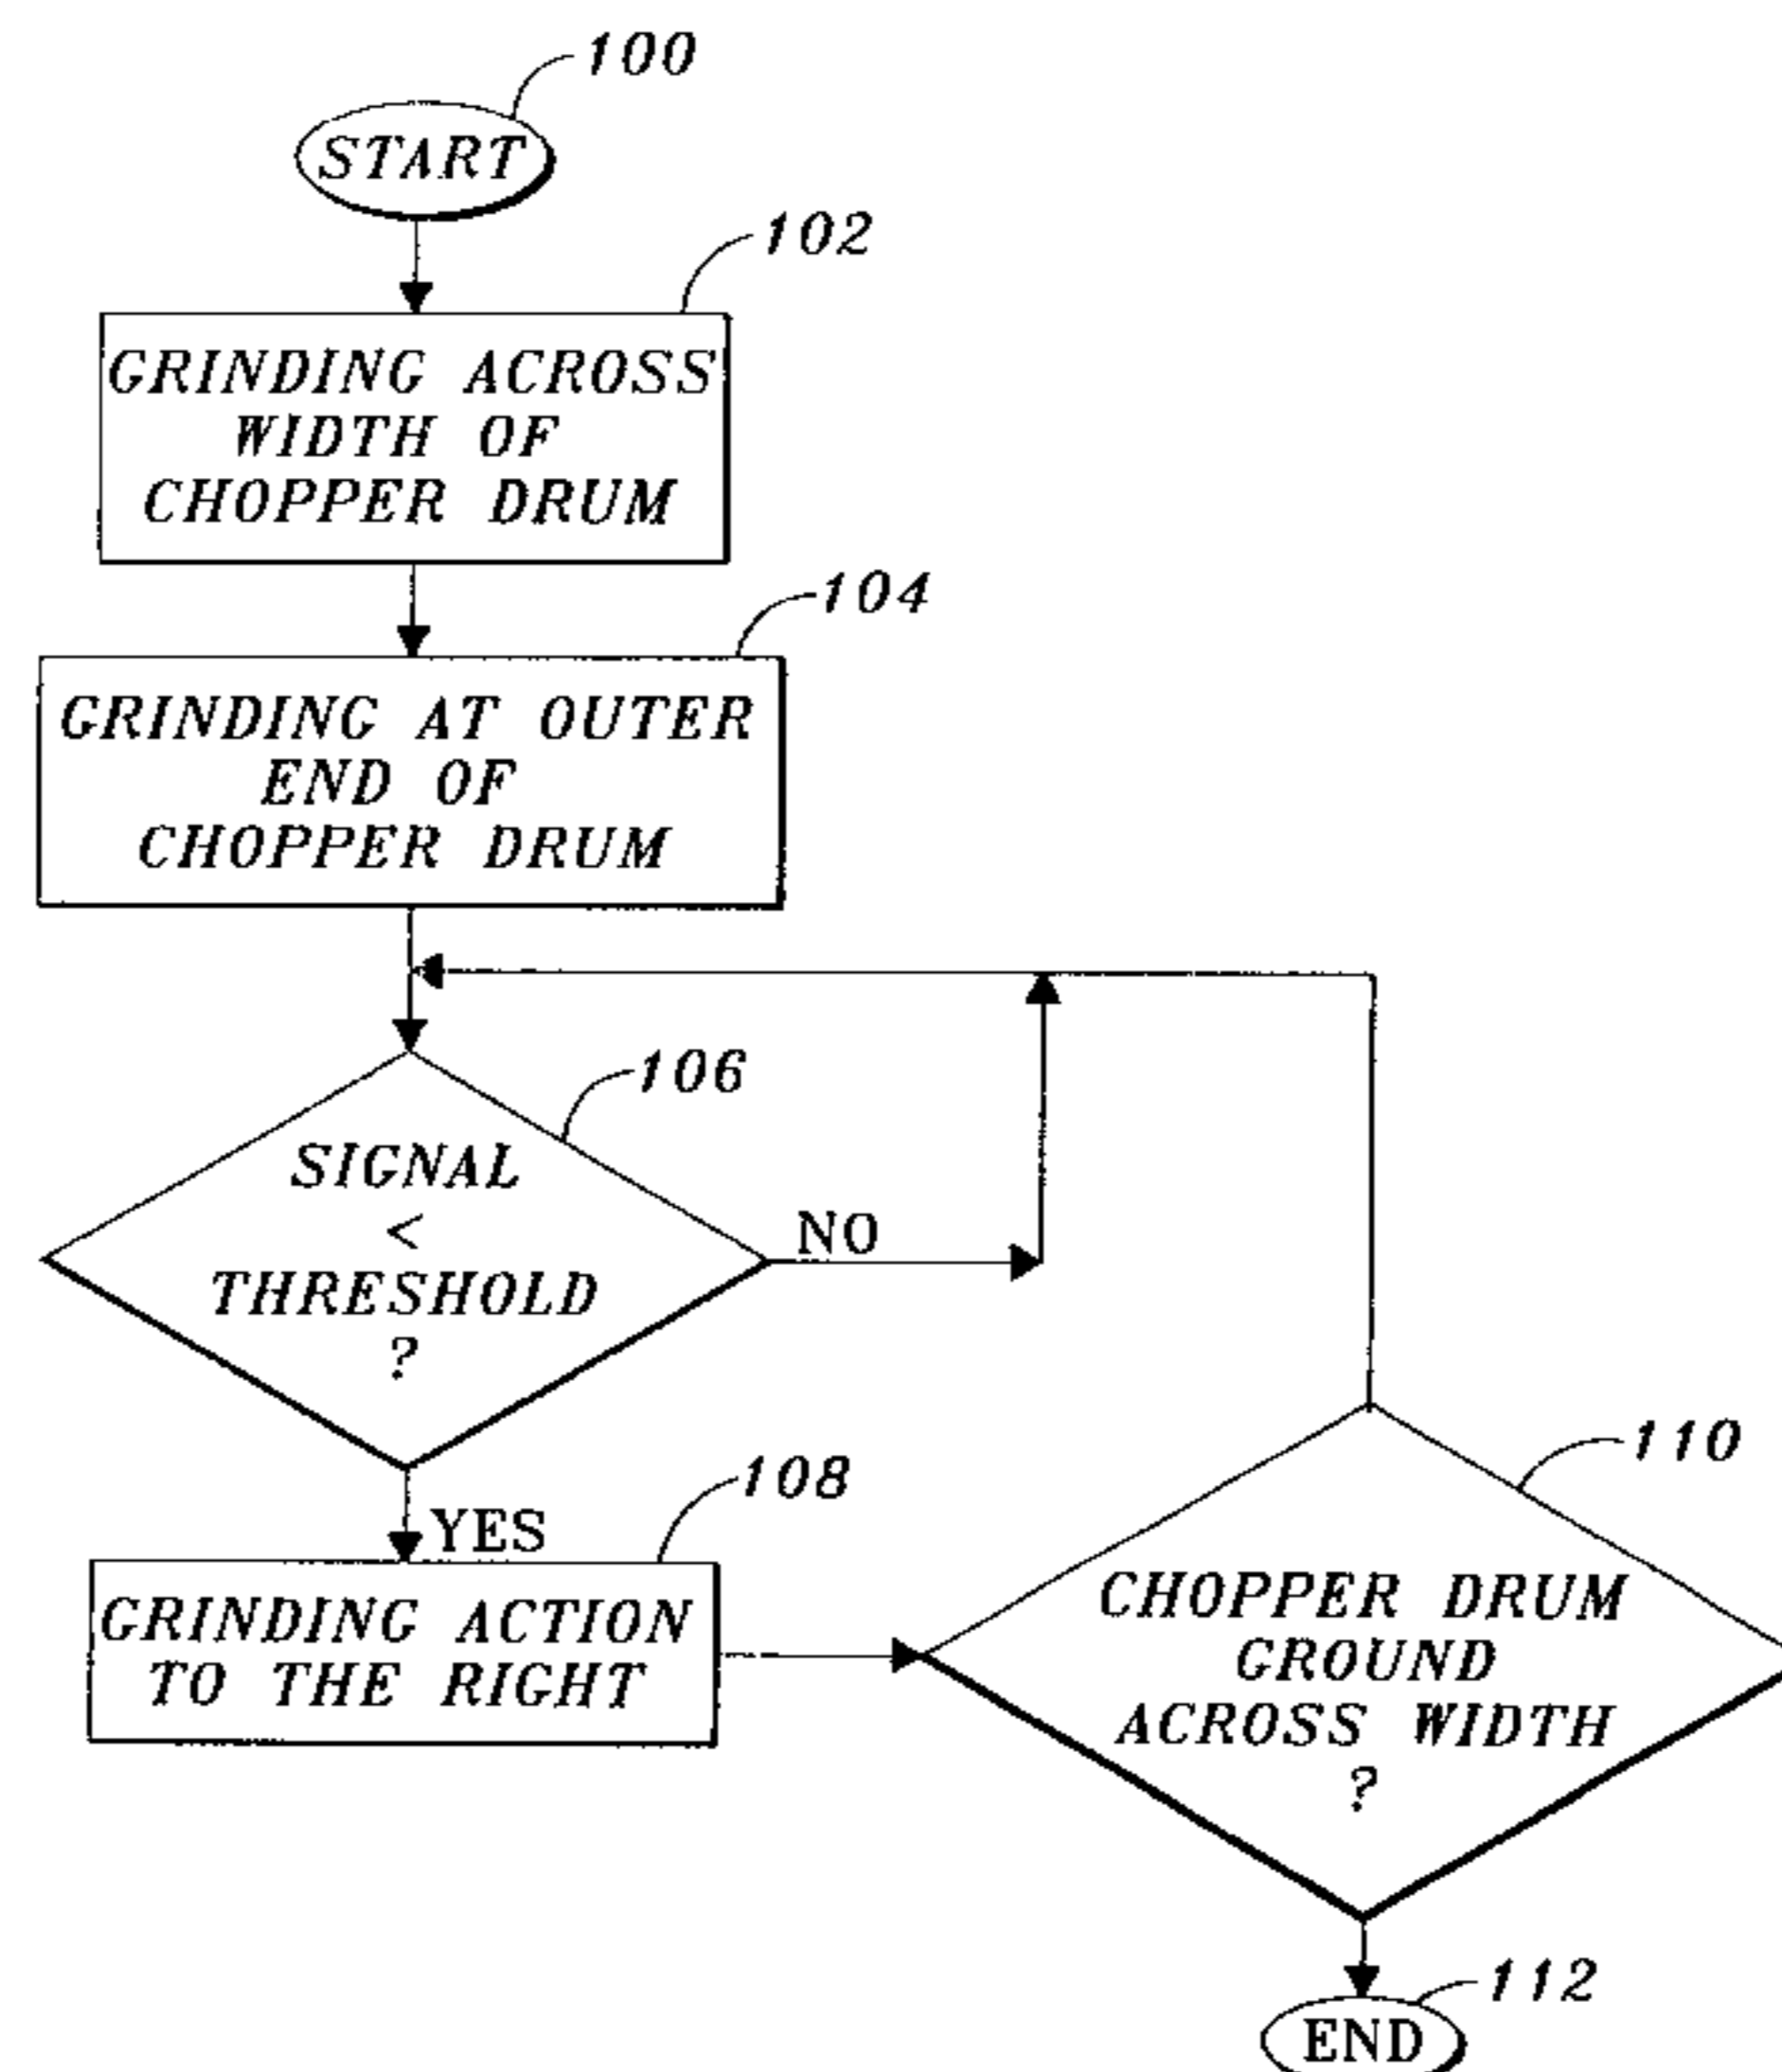 100
START
102
GRINDING ACROSS
WIDTH OF
CHOPPER DRUM
104
GRINDING AT OUTER
END OF
CHOPPER DRUM
106
SIGNAL
<
THRESHOLD
?
NO
YES
108
GRINDING ACTION
TO THE RIGHT
110
CHOPPER DRUM
GROUND
ACROSS WIDTH
?
112
END